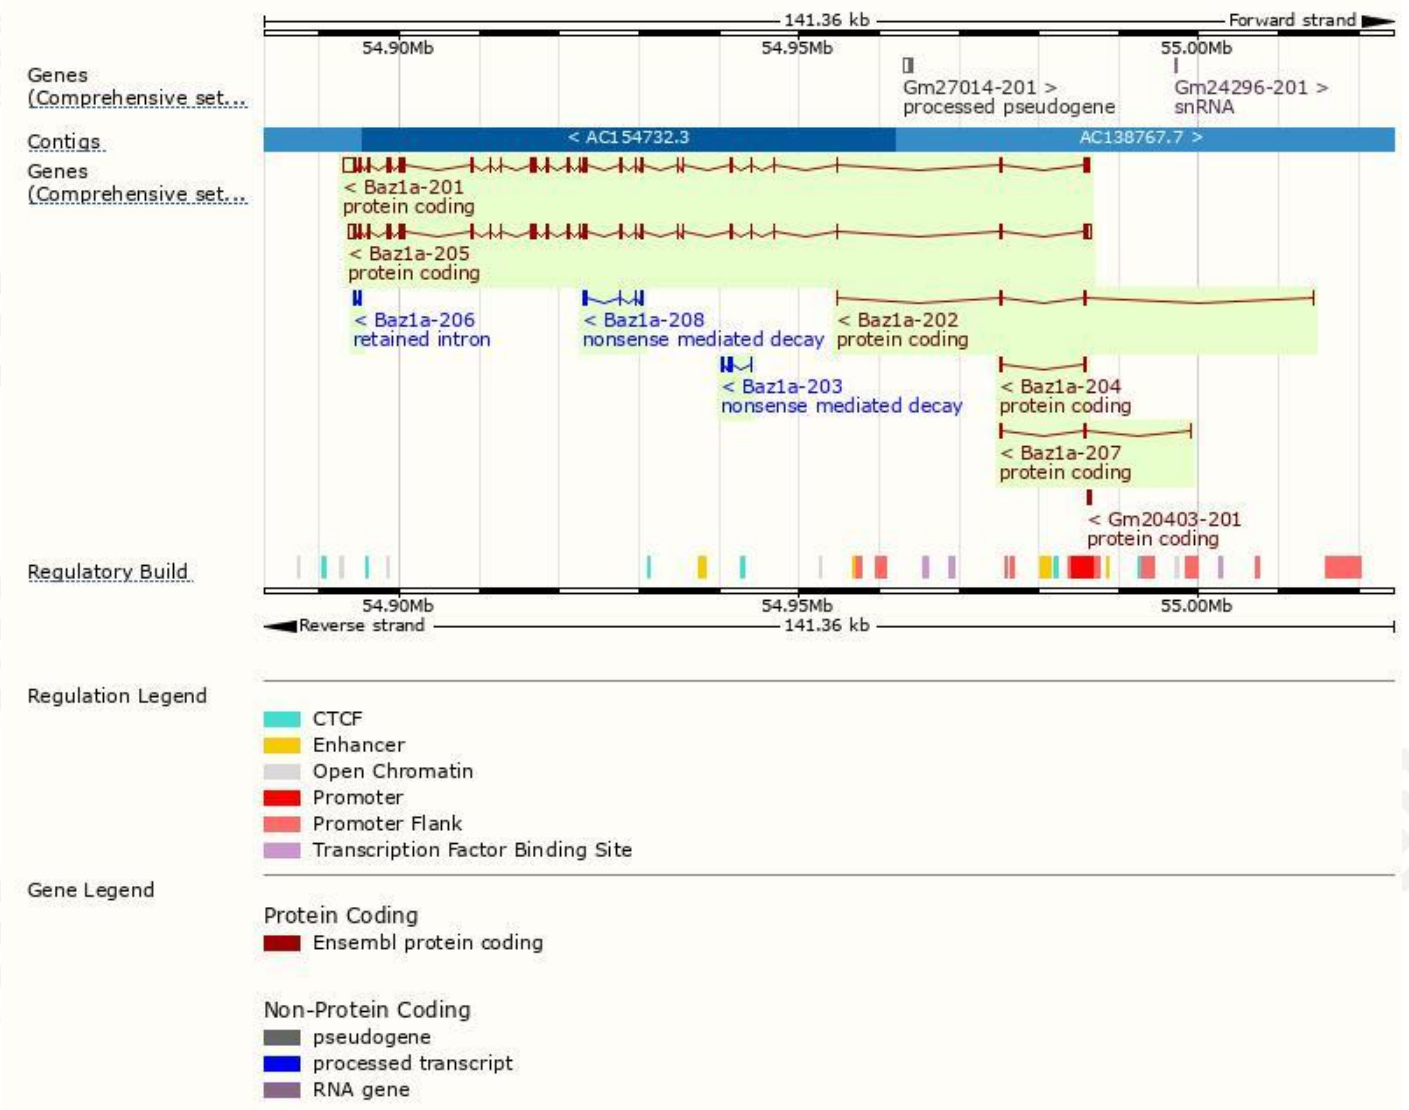 141.36 kb
Forward strand
54.90Mb 54.95Mb 55.00Mb
Genes
(Comprehensive set...
Gm27014-201 >
processed pseudogene
Gm24296-201 >
snRNA
Contigs
< AC154732.3
AC138767.7 >
Genes
(Comprehensive set...
< Baz1a-201
protein coding
< Baz1a-205
protein coding
< Baz1a-206
retained intron
< Baz1a-208
nonsense mediated decay
< Baz1a-202
protein coding
< Baz1a-203
nonsense mediated decay
< Baz1a-204
protein coding
< Baz1a-207
protein coding
< Gm20403-201
protein coding
Regulatory Build
54.90Mb 54.95Mb 55.00Mb
Reverse strand
141.36 kb
Regulation Legend
CTCF
Enhancer
Open Chromatin
Promoter
Promoter Flank
Transcription Factor Binding Site
Gene Legend
Protein Coding
Ensembl protein coding
Non-Protein Coding
pseudogene
processed transcript
RNA gene